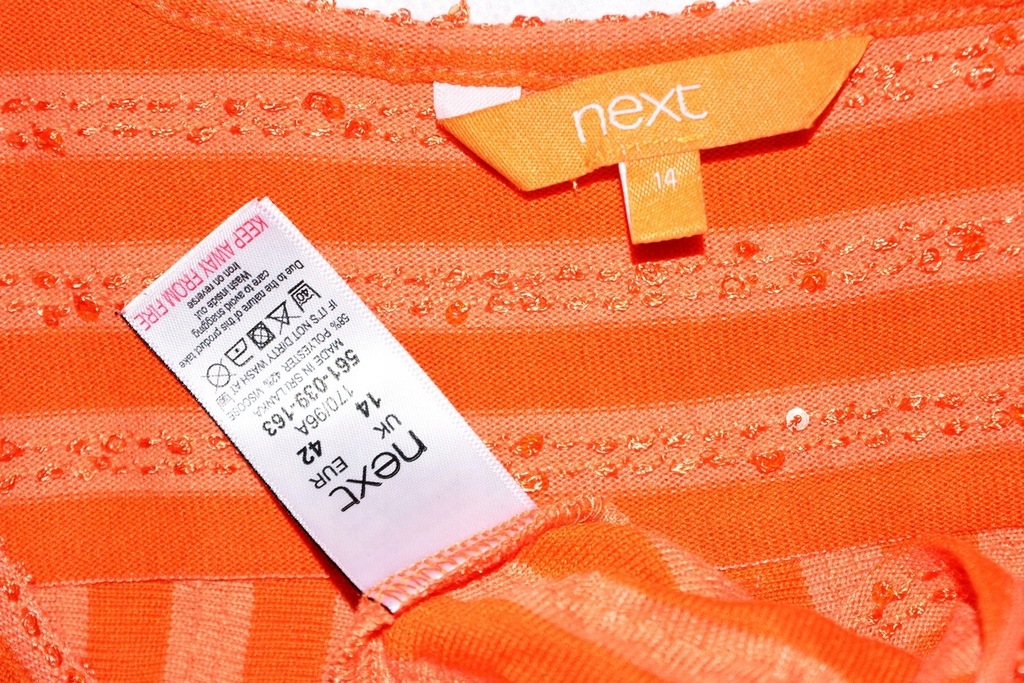 next
14
next
UK EUR
14 42
170/96A
561-039-163
MADE IN SRI LANKA
58% POLYESTER 42% VISCOSE
IF IT'S NOT DIRTY WASH AT
40
Due to the nature of this product take
care to avoid snagging
Wash inside out
Iron on reverse
KEEP AWAY FROM FIRE